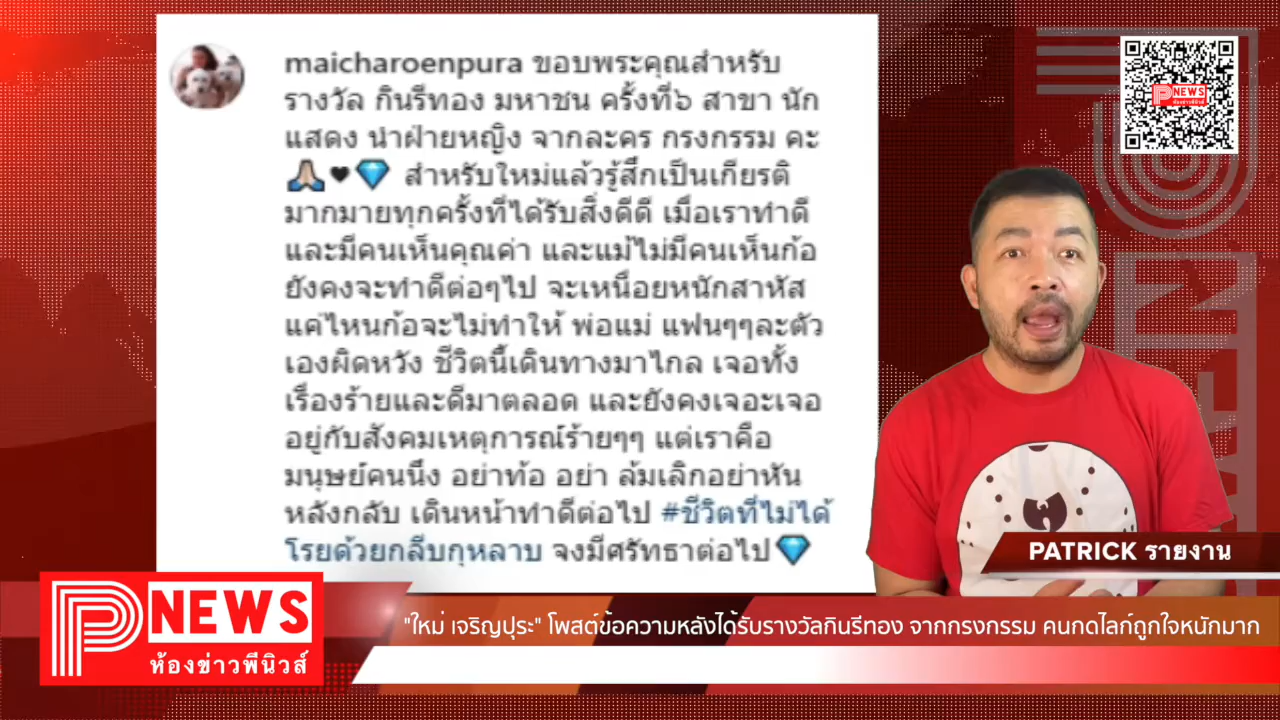 maicharoenpura ขอบพระคุณสำหรับ
รางวัล กินรีทอง มหาชน ครั้งที่๖ สาขา นัก
แสดง นำฝ่ายหญิง จากละคร กรงกรรม คะ
🙏🏻♥💎 สำหรับใหม่แล้วรู้สึกเป็นเกียรติ
มากมายทุกครั้งที่ได้รับสิ่งดีดี เมื่อเราทำดี
และมีคนเห็นคุณค่า และแม้ไม่มีคนเห็นก้อ
ยังคงจะทำดีต่อๆไป จะเหนื่อยหนักสาหัส
แค่ไหนก้อจะไม่ทำให้ พ่อแม่ แฟนๆๆละตัว
เองผิดหวัง ชีวิตนี้เดินทางมาไกล เจอทั้ง
เรื่องร้ายและดีมาตลอด และยังคงเจอะเจอ
อยู่กับสังคมเหตุการณ์ร้ายๆๆ แต่เราคือ
มนุษย์คนนึง อย่าท้อ อย่า ล้มเลิกอย่าหัน
หลังกลับ เดินหน้าทำดีต่อไป #ชีวิตที่ไม่ได้
โรยด้วยกลีบกุหลาบ จงมีศรัทธาต่อไป💎
P NEWS
NEWS
PATRICK รายงาน
P NEWS
ห้องข่าวพีนิวส์
"ใหม่ เจริญปุระ" โพสต์ข้อความหลังได้รับรางวัลกินรีทอง จากกรงกรรม คนกดไลก์ถูกใจหนักมาก